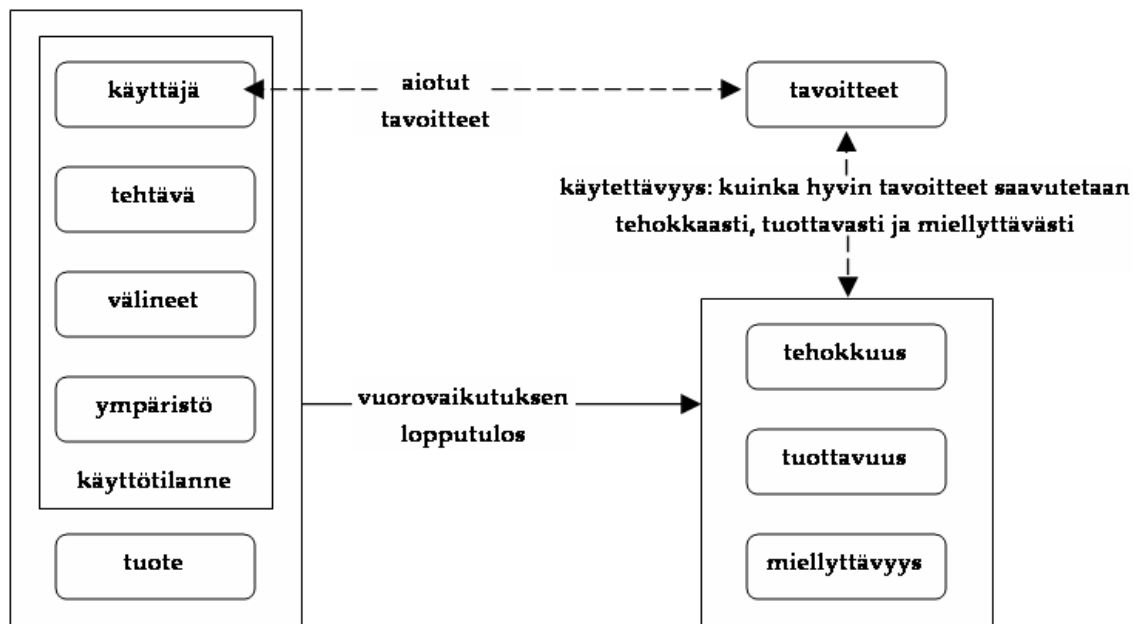 käyttäjä
aiotut
tavoitteet
tavoitteet
tehtävä
käytettävyys: kuinka hyvin tavoitteet saavutetaan
tehokkaasti, tuottavasti ja miellyttävästi
välineet
tehokkuus
ympäristö
vuorovaikutuksen
lopputulos
tuottavuus
käyttötilanne
tuote
miellyttävyys